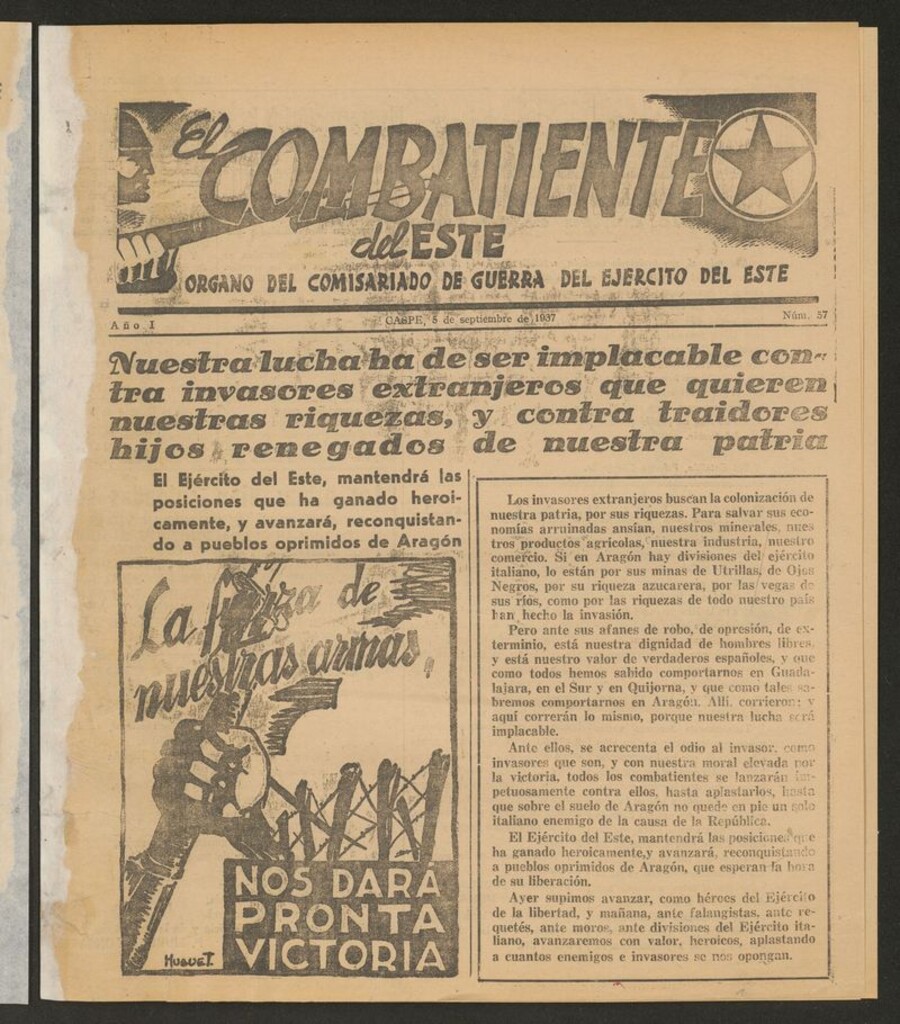 El COMBATIENTE
del ESTE
ORGANO DEL COMISARIADO DE GUERRA DEL EJERCITO DEL ESTE
Año I
CASPE, 5 de septiembre de 1937
Núm. 57
Nuestra lucha ha de ser implacable con-
tra invasores extranjeros que quieren
nuestras riquezas, y contra traidores
hijos renegados de nuestra patria
El Ejército del Este, mantendrá las
posiciones que ha ganado heroi-
camente, y avanzará, reconquistan-
do a pueblos oprimidos de Aragón
La fuerza de
nuestras armas,
NOS DARA
PRONTA
VICTORIA
HUGUET.
Los invasores extranjeros buscan la colonización de
nuestra patria, por sus riquezas. Para salvar sus eco-
nomías arruinadas ansían, nuestros minerales, nues
tros productos agrícolas, nuestra industria, nuestro
comercio. Si en Aragón hay divisiones del ejército
italiano, lo están por sus minas de Utrillas, de Ojos
Negros, por su riqueza azucarera, por las vegas de
sus ríos, como por las riquezas de todo nuestro país
han hecho la invasión.
Pero ante sus afanes de robo, de opresión, de ex-
terminio, está nuestra dignidad de hombres libres,
y está nuestro valor de verdaderos españoles, y que
como todos hemos sabido comportarnos en Guada-
lajara, en el Sur y en Quijorna, y que como tales sa-
bremos comportarnos en Aragón. Allí, corrieron; y
aquí correrán lo mismo, porque nuestra lucha será
implacable.
Ante ellos, se acrecenta el odio al invasor, como
invasores que son, y con nuestra moral elevada por
la victoria, todos los combatientes se lanzarán im-
petuosamente contra ellos, hasta aplastarlos, hasta
que sobre el suelo de Aragón no quede en pie un solo
italiano enemigo de la causa de la República.
El Ejército del Este, mantendrá las posiciones que
ha ganado heroicamente,y avanzará, reconquistando
a pueblos oprimidos de Aragón, que esperan la hora
de su liberación.
Ayer supimos avanzar, como héroes del Ejército
de la libertad, y mañana, ante falangistas, ante re-
quetés, ante moros, ante divisiones del Ejército ita-
liano, avanzaremos con valor, heroicos, aplastando
a cuantos enemigos e invasores se nos opongan.